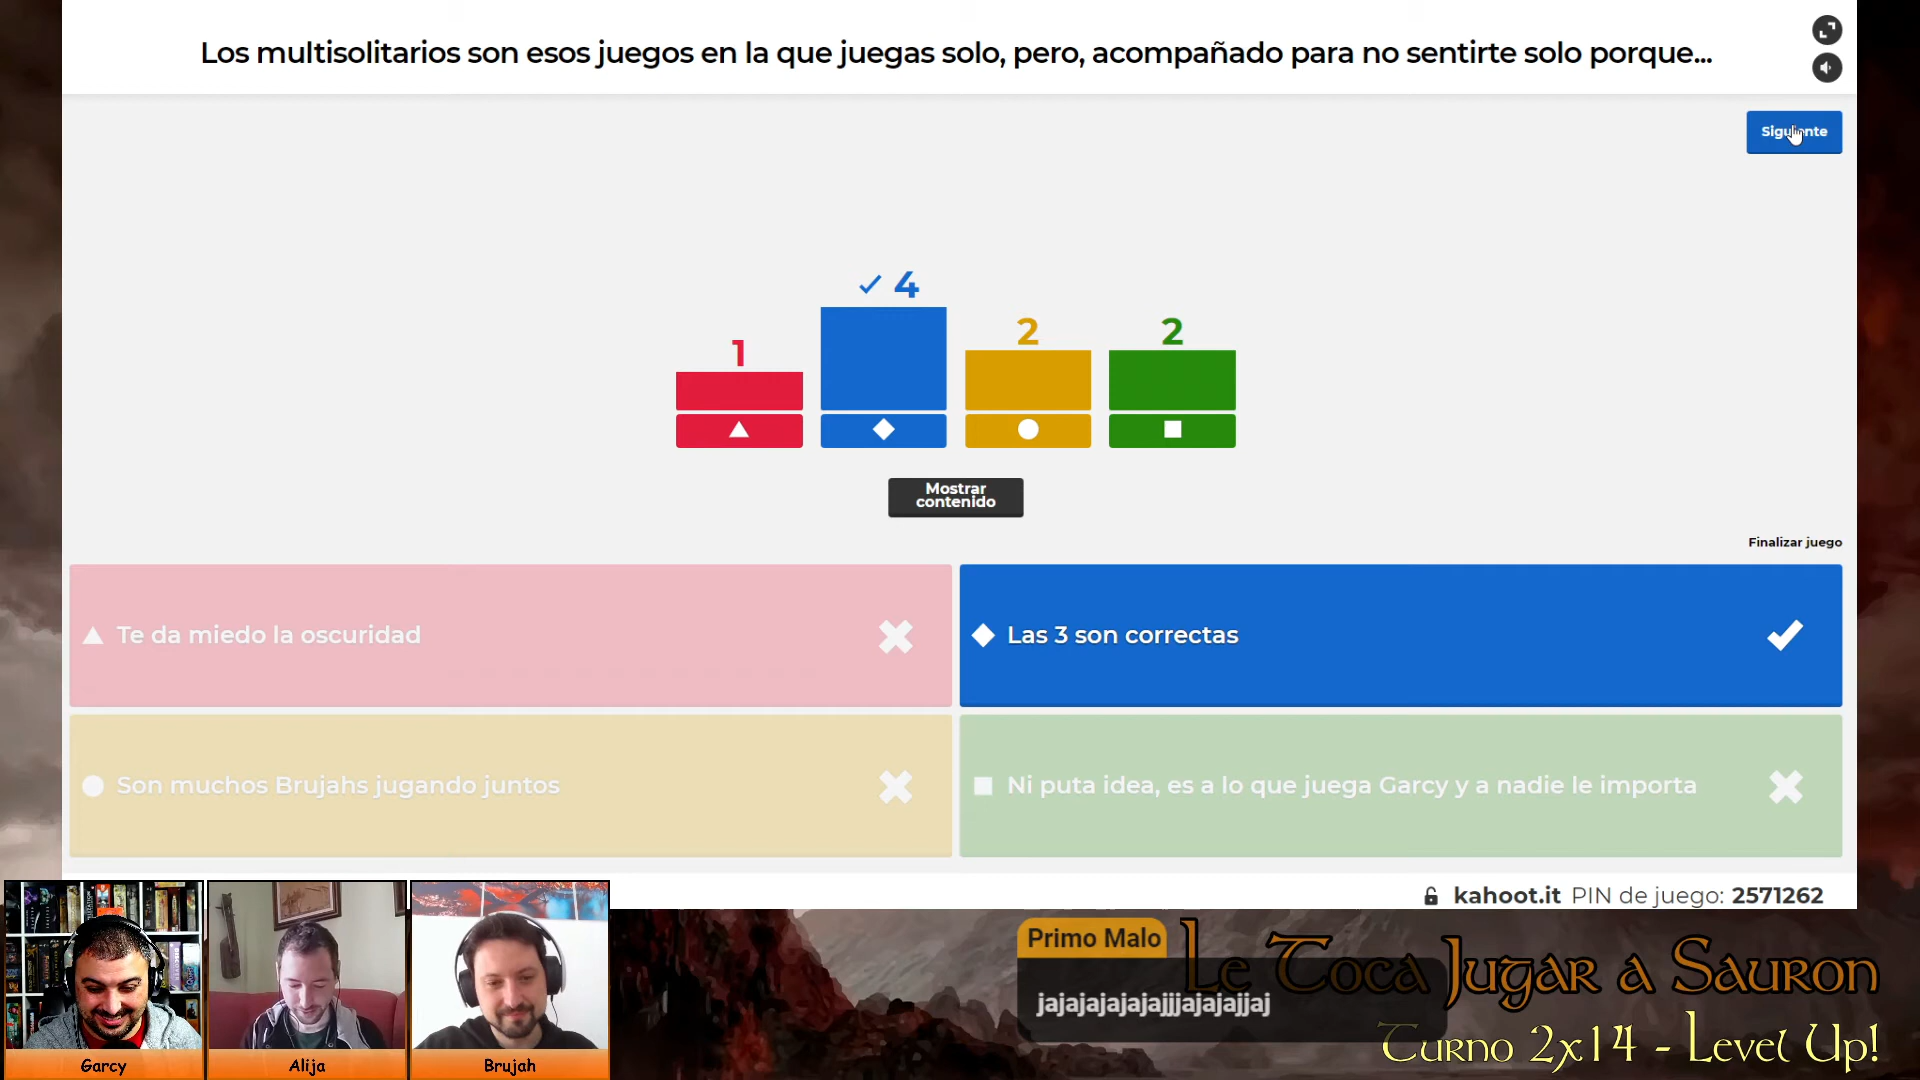 Los multisolitarios son esos juegos en la que juegas solo, pero, acompañado para no sentirte solo porque...
Siguiente
1
4
2
2
Mostrar
contenido
Finalizar juego
Te da miedo la oscuridad
Las 3 son correctas
Son muchos Brujahs jugando juntos
Ni puta idea, es a lo que juega Garcy y a nadie le importa
kahoot.it PIN de juego: 2571262
Primo Malo
jajajajajajajjjajajajjaj
Le Toca Jugar a Sauron
Turno 2x14 - Level Up!
Garcy
Alija
Brujah